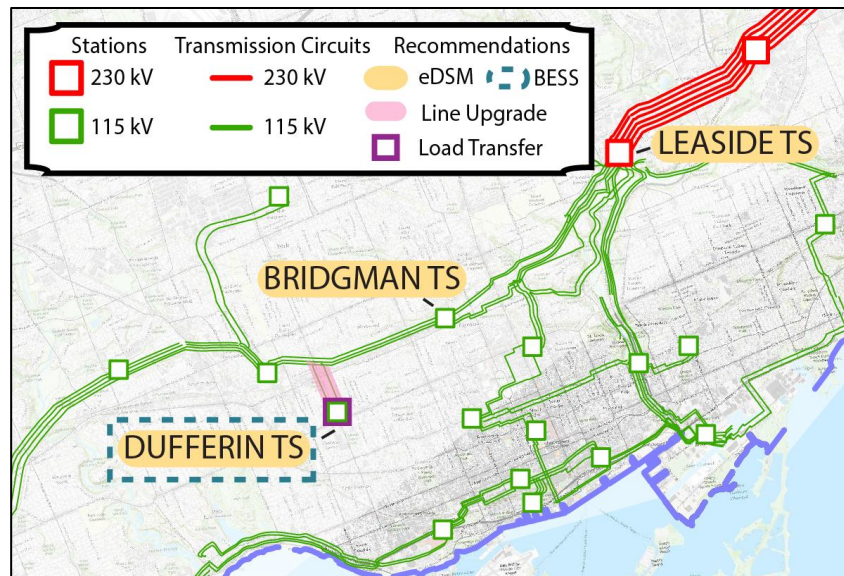 Stations Transmission Circuits Recommendations
230 kV 230 kV eDSM BESS
115 kV 115 kV Line Upgrade
Load Transfer
LEASIDE TS
BRIDGMAN TS
DUFFERIN TS